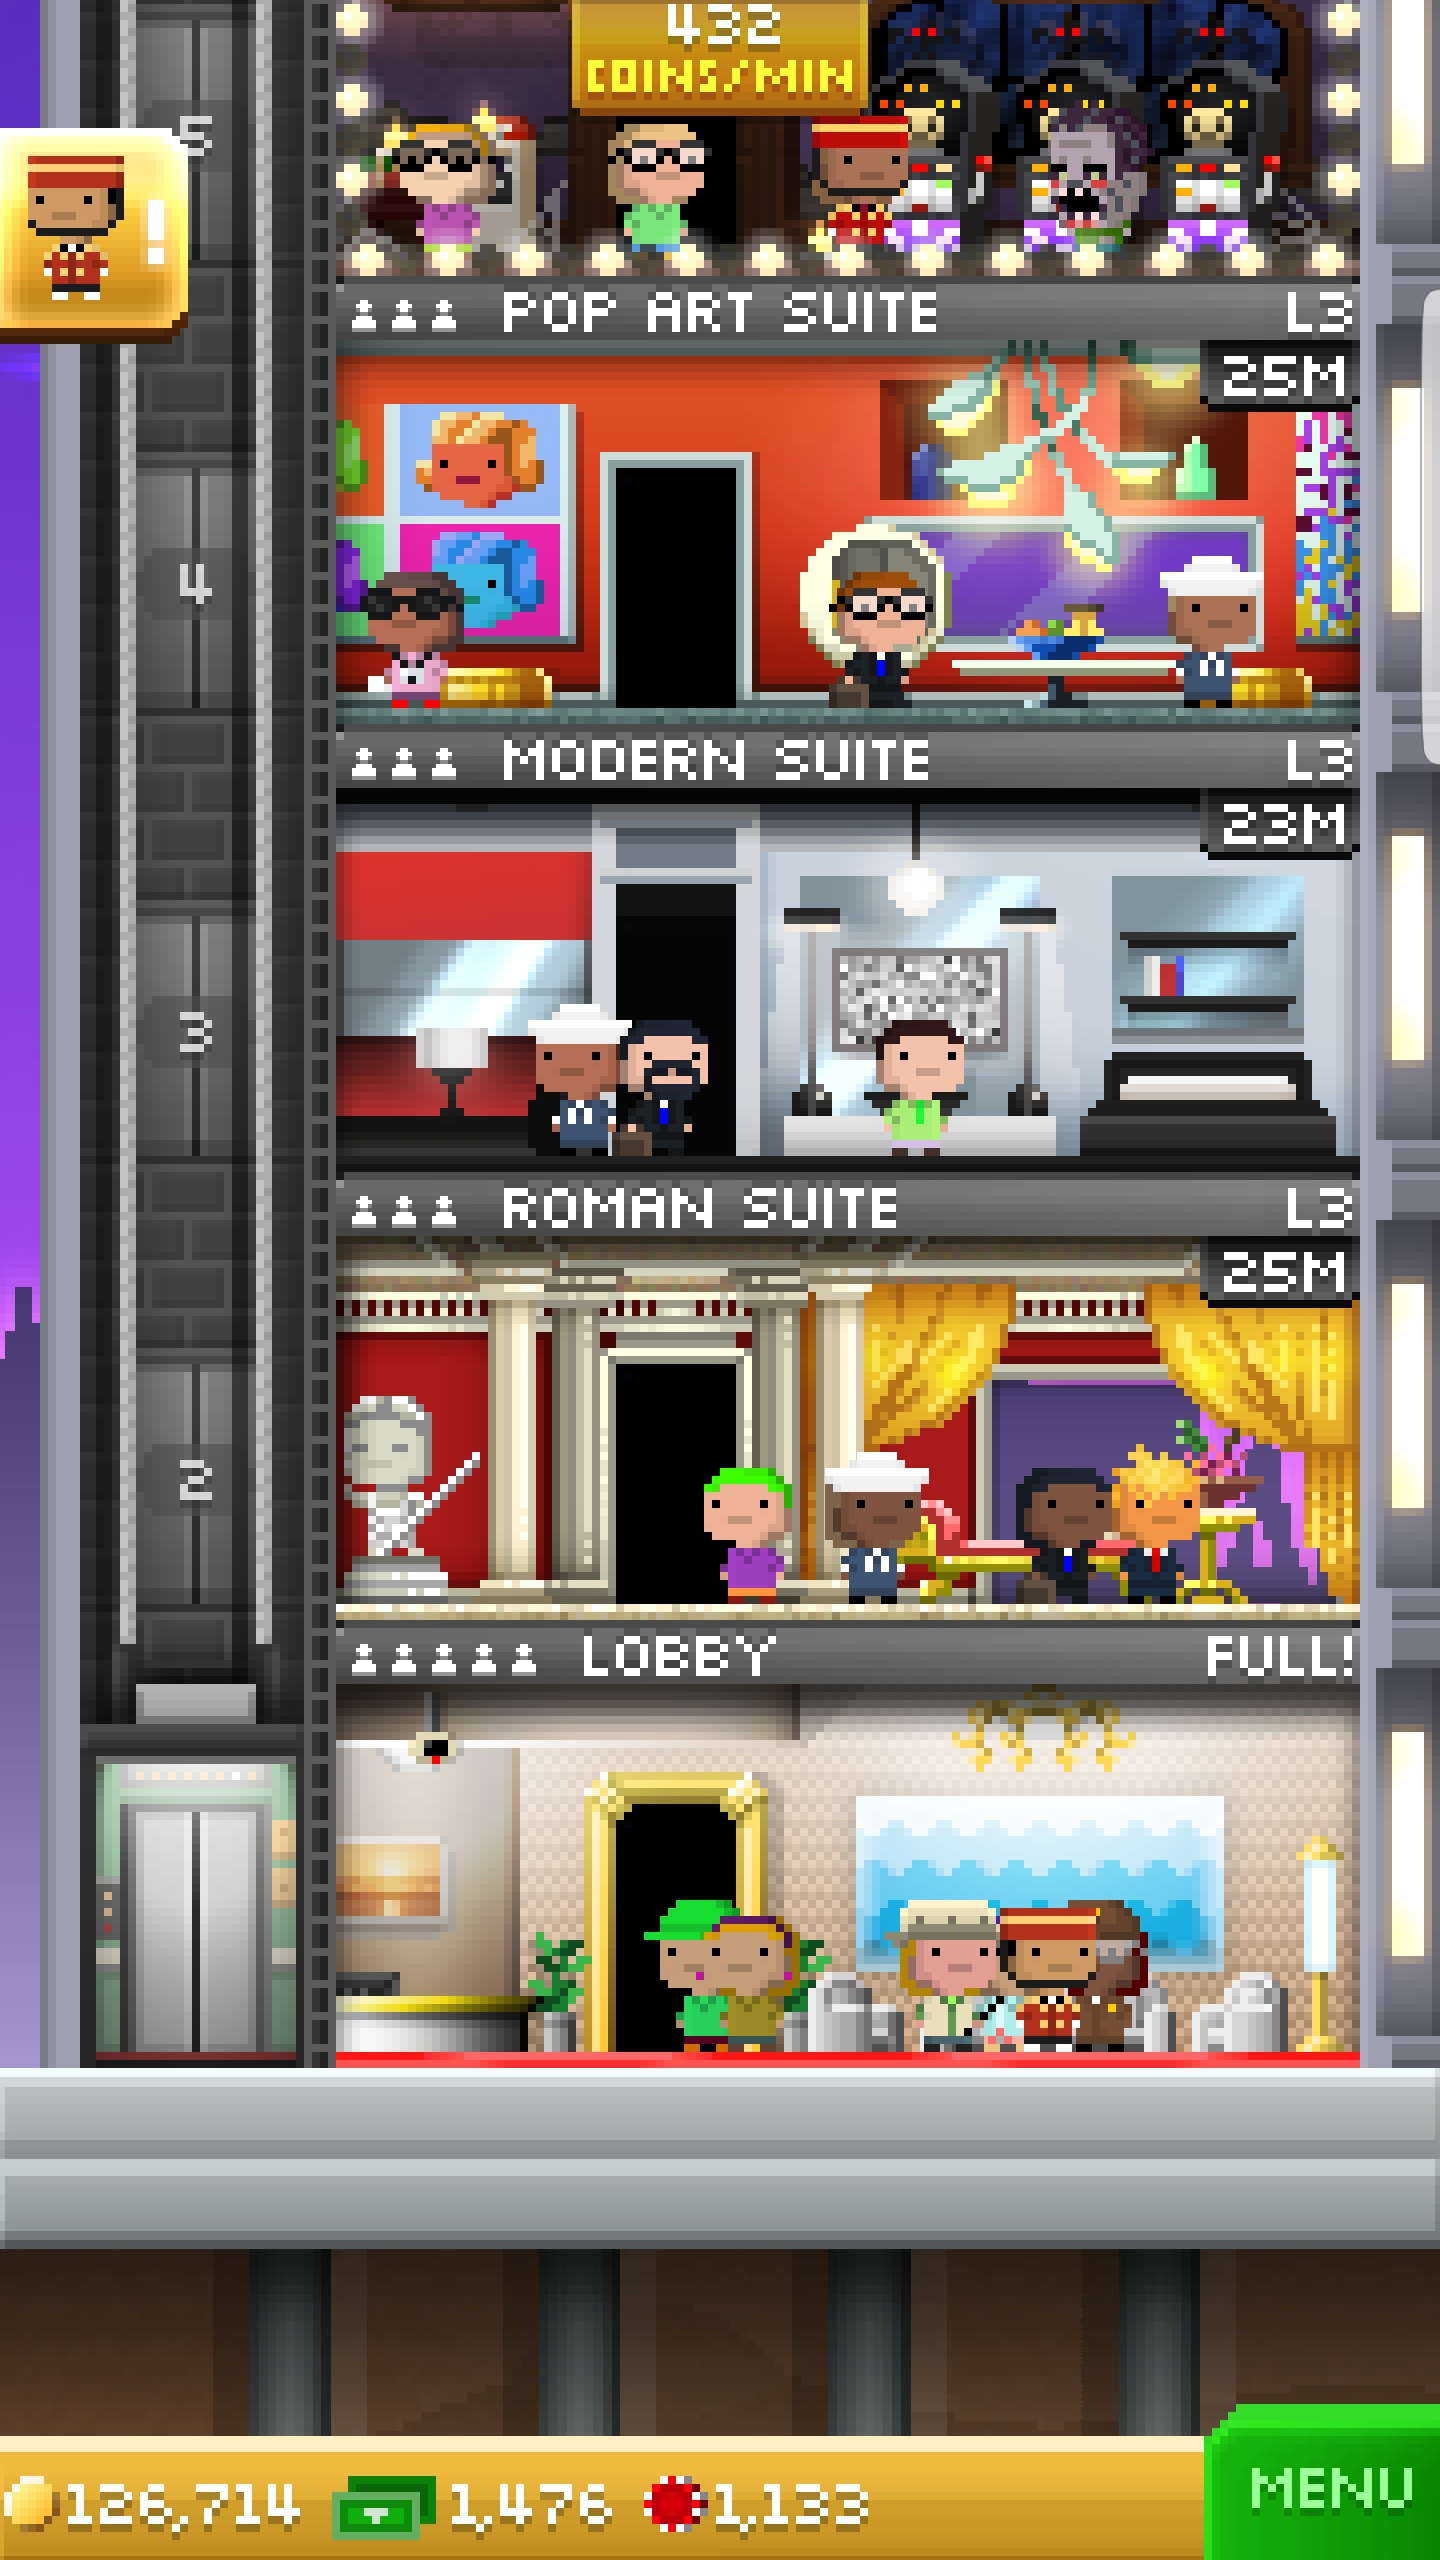 432
COINS/MIN
5
!
POP ART SUITE L3
25M
4
MODERN SUITE L3
23M
3
ROMAN SUITE L3
25M
2
LOBBY FULL!
126,714 1,476 1,133
MENU